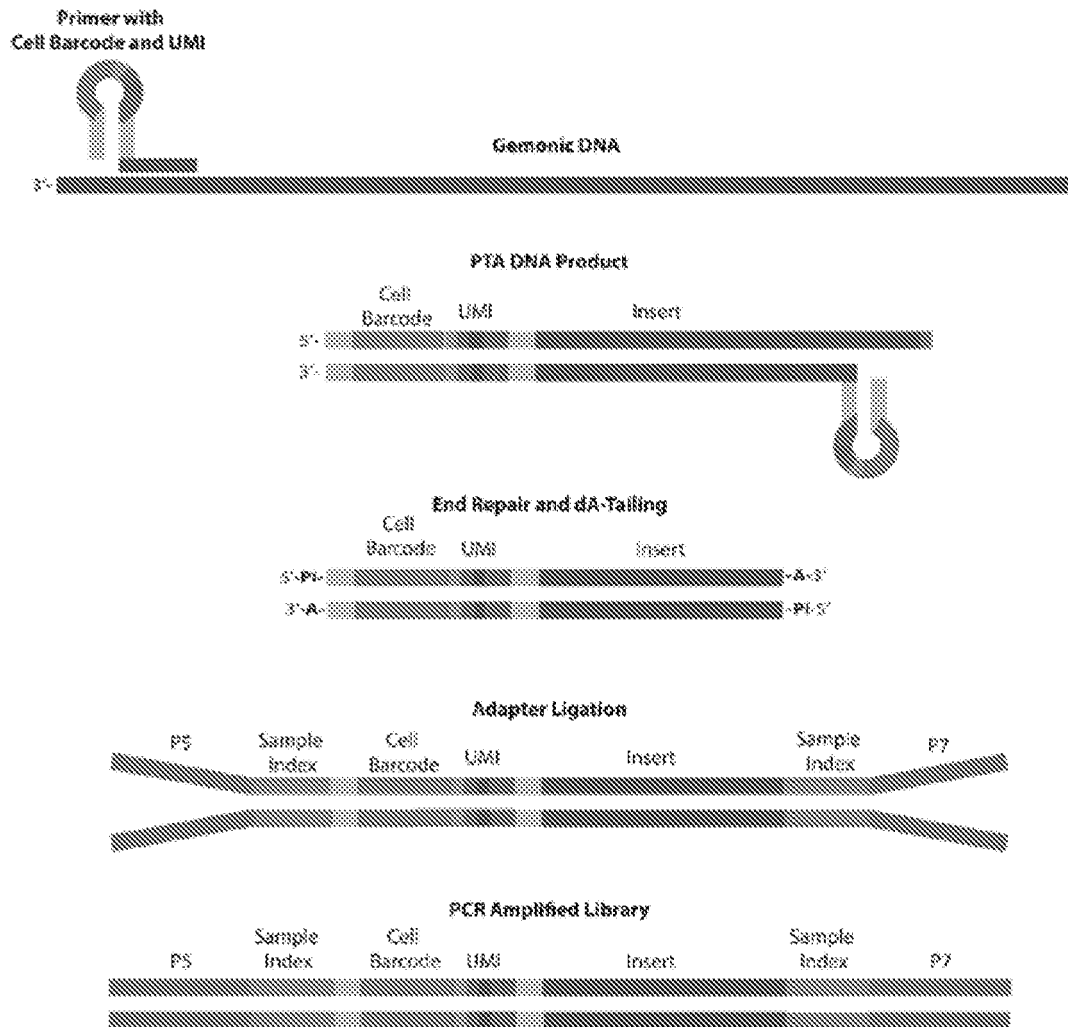 Primer with
Cell Barcode and UMI
Gemonic DNA
3'-
PTA DNA Product
Cell
Barcode UMI Insert
5'-
3'-
End Repair and dA-Tailing
Cell
Barcode UMI Insert
5'-Pi- -A-3'
3'-A- -Pi-5'
Adapter Ligation
P5 Sample Cell Sample P7
Index Barcode UMI Insert Index
PCR Amplified Library
Sample Cell Sample
P5 Index Barcode UMI Insert Index P7